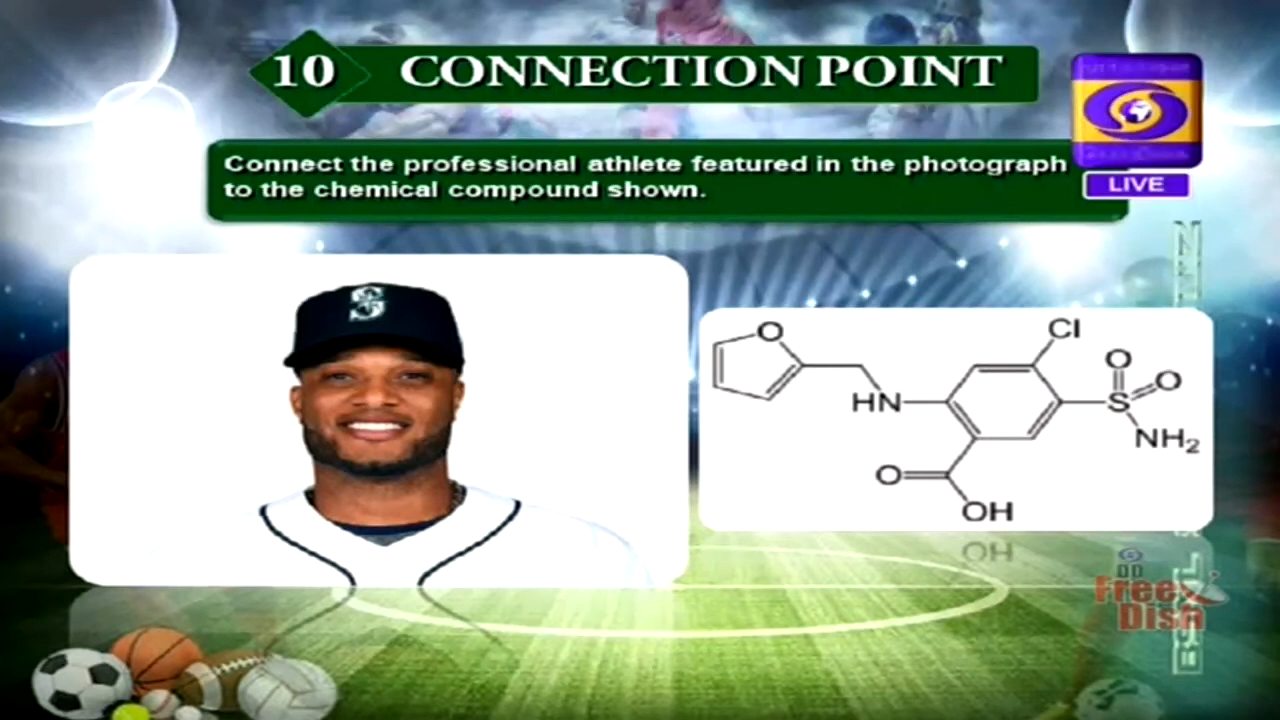 10 CONNECTION POINT
Connect the professional athlete featured in the photograph
to the chemical compound shown.
LIVE
S
O
Cl
HN
O
O
S
NH₂
O
OH
OH
DD
Free
Dish